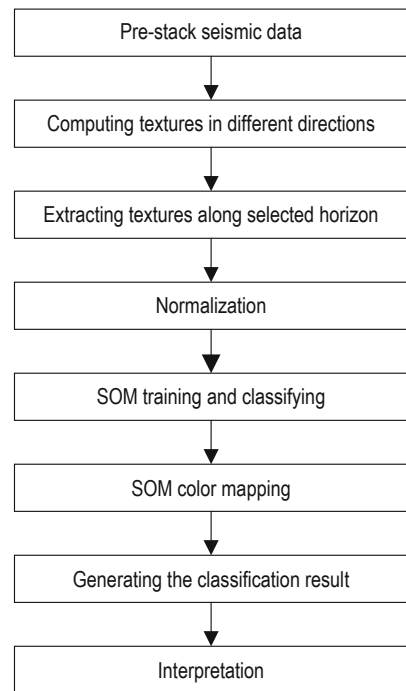 Pre-stack seismic data
Computing textures in different directions
Extracting textures along selected horizon
Normalization
SOM training and classifying
SOM color mapping
Generating the classification result
Interpretation